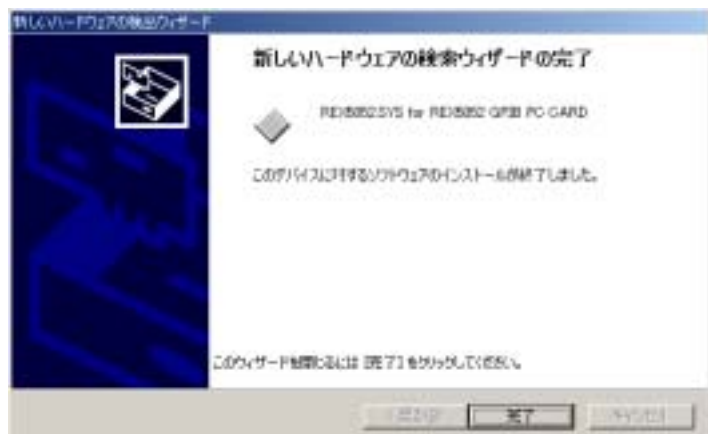 新しいハードウェアの検出ウィザード
新しいハードウェアの検索ウィザードの完了
REX5052.SYS for REX5052 GPIB PC CARD
このデバイスに対するソフトウェアのインストールが終了しました。
このウィザードを閉じるには [完了] をクリックしてください。
完了
キャンセル